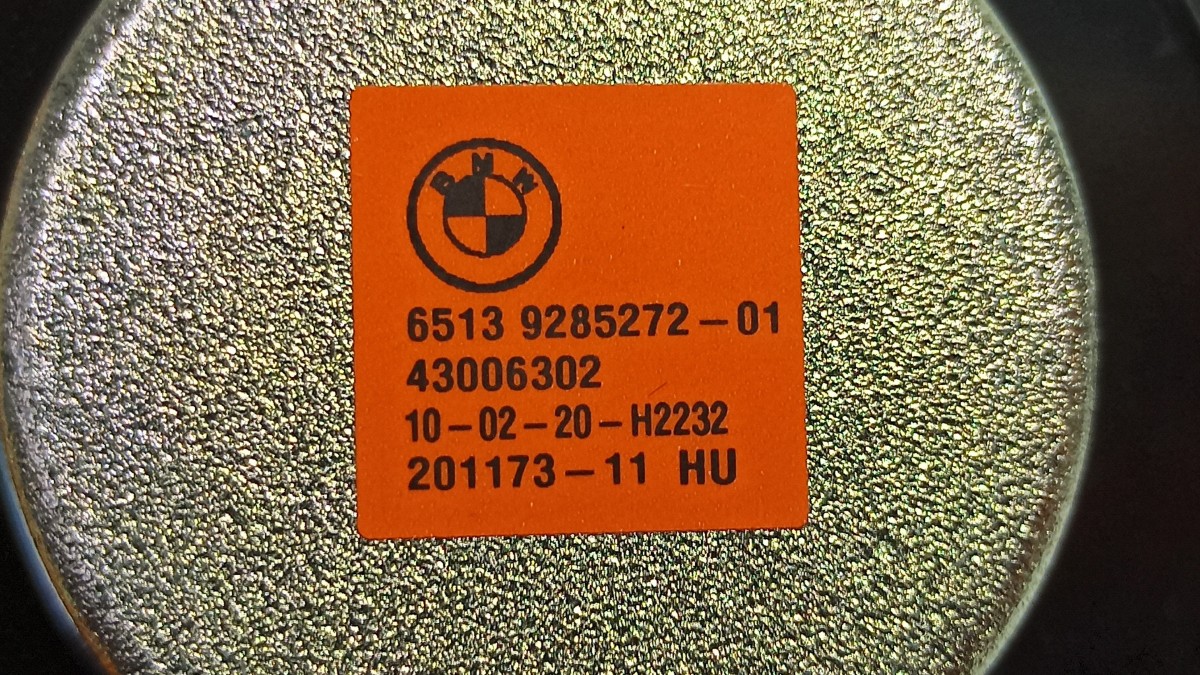 BMW
6513 9285272-01
43006302
10-02-20-H2232
201173-11 HU